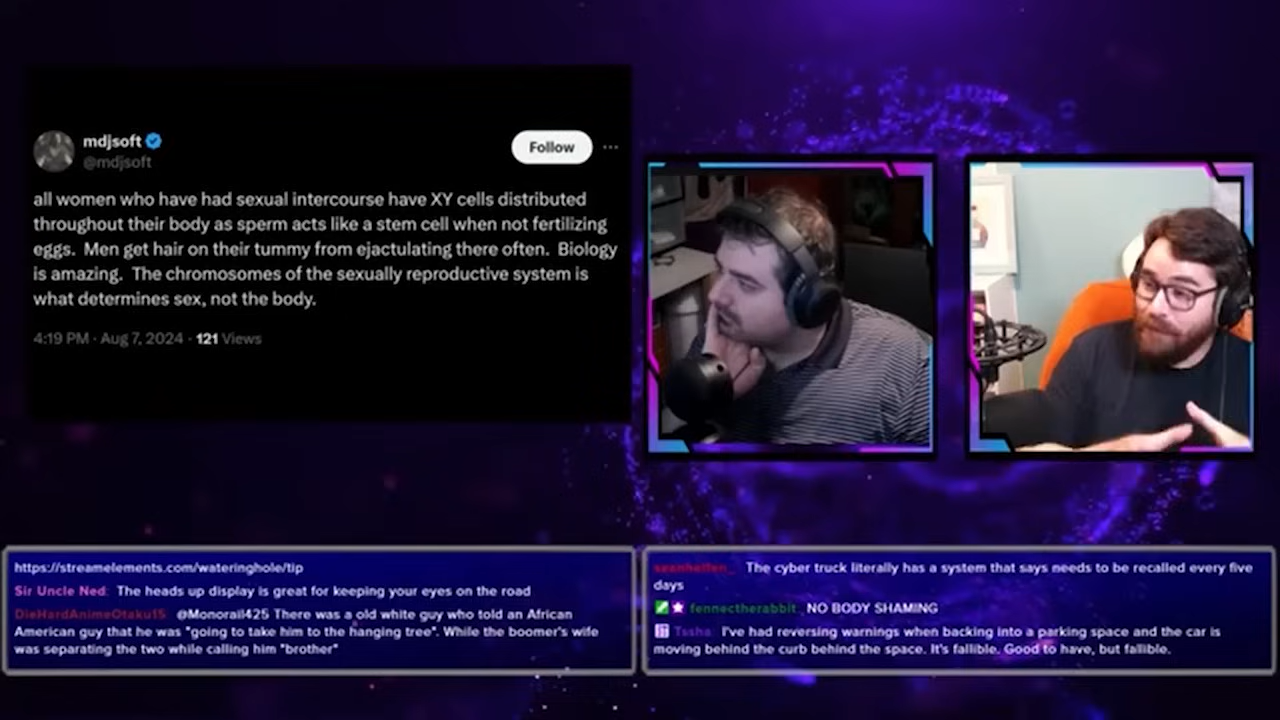 mdjsoft
@mdjsoft
Follow
all women who have had sexual intercourse have XY cells distributed
throughout their body as sperm acts like a stem cell when not fertilizing
eggs. Men get hair on their tummy from ejactulating there often. Biology
is amazing. The chromosomes of the sexually reproductive system is
what determines sex, not the body.
4:19 PM · Aug 7, 2024 · 121 Views
https://streamelements.com/wateringhole/tip
Sir Uncle Ned: The heads up display is great for keeping your eyes on the road
DieHardAnimeOtaku15 @Monorail425 There was a old white guy who told an African
American guy that he was "going to take him to the hanging tree". While the boomer's wife
was separating the two while calling him "brother"
The cyber truck literally has a system that says needs to be recalled every five
days
fennectherabbit NO BODY SHAMING
Tssha I've had reversing warnings when backing into a parking space and the car is
moving behind the curb behind the space. It's fallible. Good to have, but fallible.